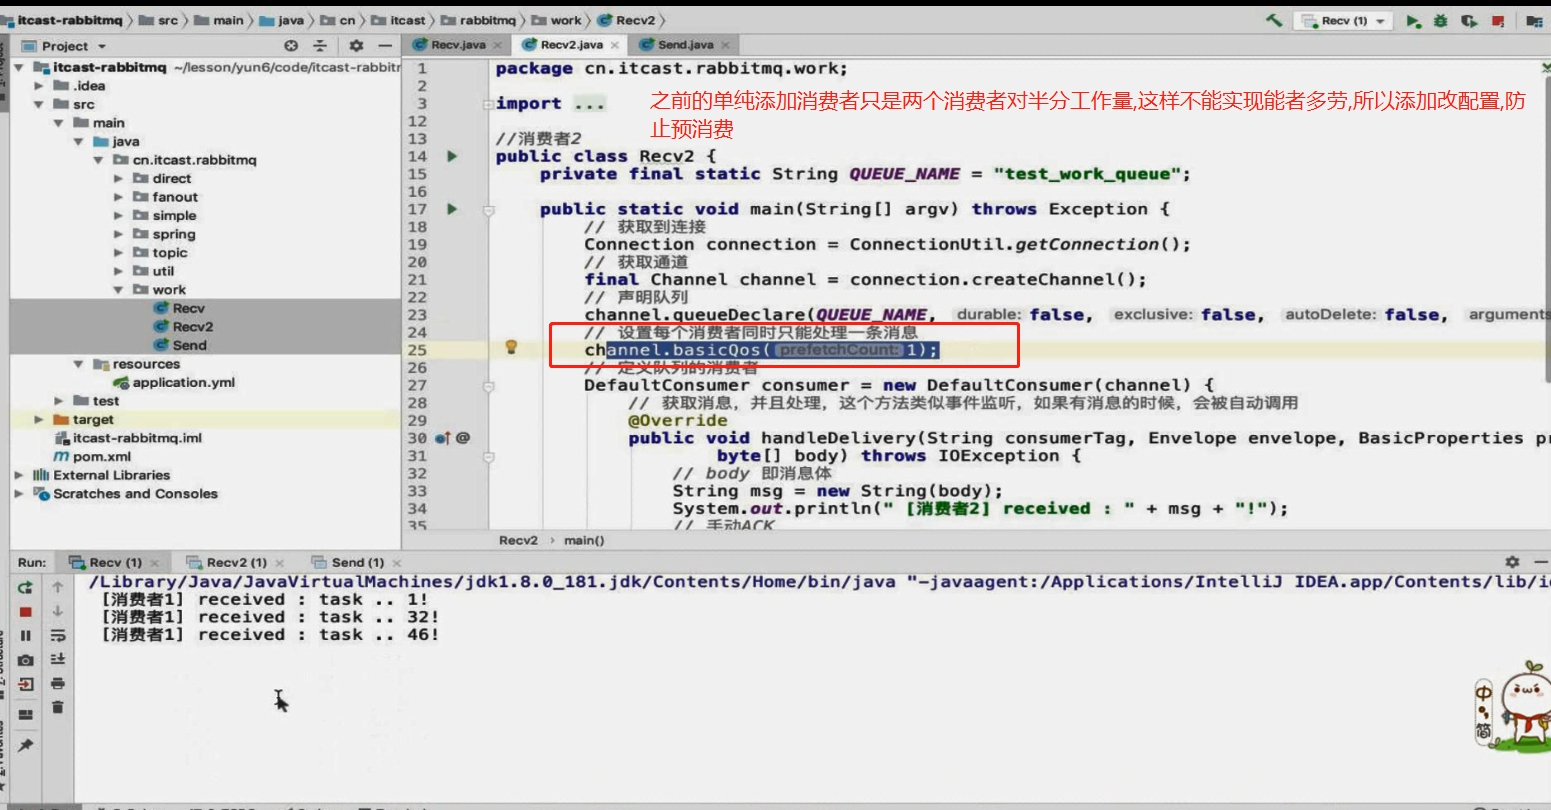 itcast-rabbitmq src main java cn itcast rabbitmq work Recv2
Recv (1)
Project
Recv.java Recv2.java Send.java
itcast-rabbitmq ~/lesson/yun6/code/itcast-rabbitr
.idea
src
main
java
cn.itcast.rabbitmq
direct
fanout
simple
spring
topic
util
work
Recv
Recv2
Send
resources
application.yml
test
target
itcast-rabbitmq.iml
pom.xml
External Libraries
Scratches and Consoles
之前的单纯添加消费者只是两个消费者对半分工作量,这样不能实现能者多劳,所以添加改配置,防
止预消费
1 package cn.itcast.rabbitmq.work;
2
3 import ...
12
13 //消费者2
14 public class Recv2 {
15 private final static String QUEUE_NAME = "test_work_queue";
16
17 public static void main(String[] argv) throws Exception {
18 // 获取到连接
19 Connection connection = ConnectionUtil.getConnection();
20 // 获取通道
21 final Channel channel = connection.createChannel();
22 // 声明队列
23 channel.queueDeclare(QUEUE_NAME, durable: false, exclusive: false, autoDelete: false, arguments
24 // 设置每个消费者同时只能处理一条消息
25 channel.basicQos( prefetchCount: 1);
26 // 定义队列的消费者
27 DefaultConsumer consumer = new DefaultConsumer(channel) {
28 // 获取消息，并且处理，这个方法类似事件监听，如果有消息的时候，会被自动调用
29 @Override
30 @ public void handleDelivery(String consumerTag, Envelope envelope, BasicProperties pr
31 byte[] body) throws IOException {
32 // body 即消息体
33 String msg = new String(body);
34 System.out.println(" [消费者2] received : " + msg + "!");
35 // 手动ACK
Recv2 main()
Run: Recv (1) Recv2 (1) Send (1)
/Library/Java/JavaVirtualMachines/jdk1.8.0_181.jdk/Contents/Home/bin/java "-javaagent:/Applications/IntelliJ IDEA.app/Contents/lib/i
[消费者1] received : task .. 1!
[消费者1] received : task .. 32!
[消费者1] received : task .. 46!
中
简